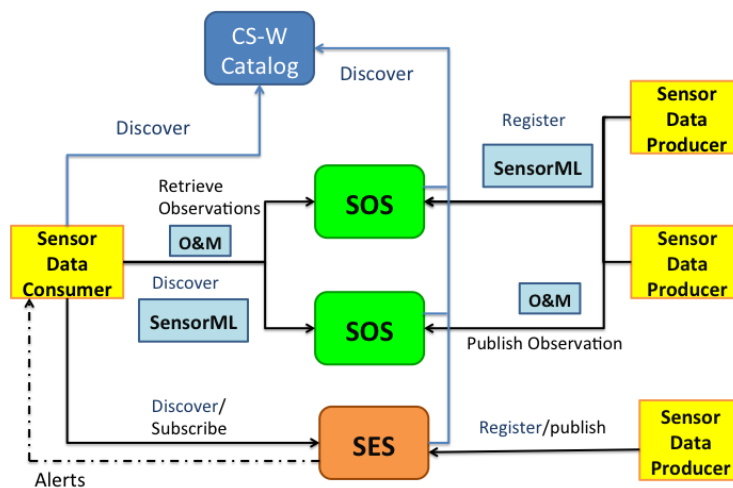 CS-W
Catalog
Discover
Discover
Sensor
Data
Producer
Register
SensorML
Retrieve
Observations
SOS
O&M
Sensor
Data
Consumer
Sensor
Data
Producer
Discover
SensorML
O&M
SOS
Publish Observation
Discover/
Subscribe
SES
Register/publish
Sensor
Data
Producer
Alerts